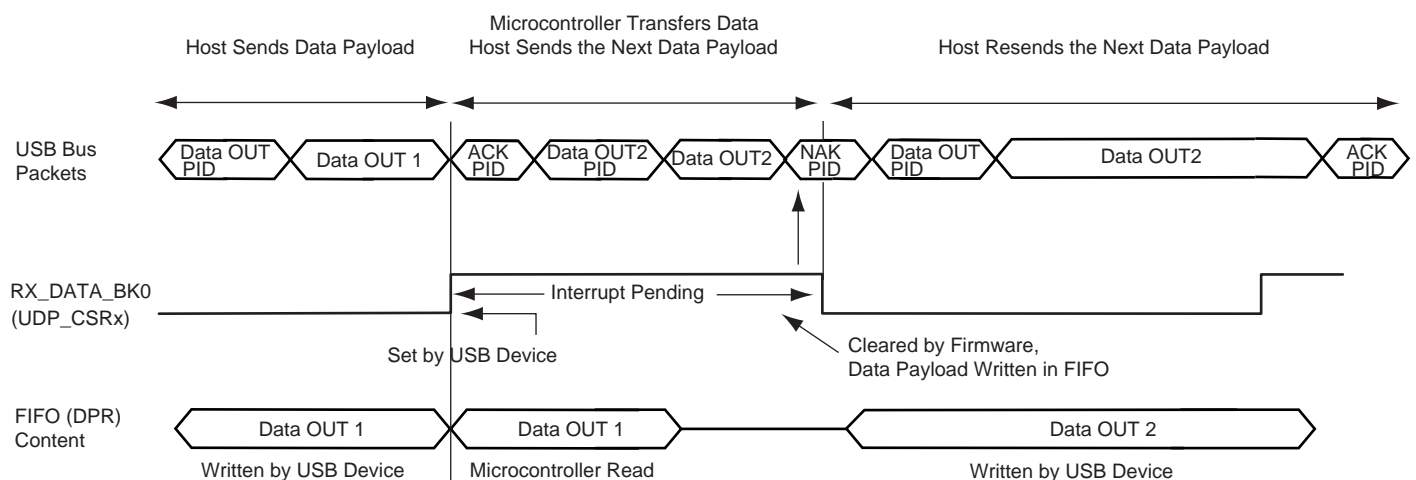 Microcontroller Transfers Data
Host Sends Data Payload
Host Sends the Next Data Payload
Host Resends the Next Data Payload
USB Bus
Packets
Data OUT
PID
Data OUT 1
ACK
PID
Data OUT2
PID
Data OUT2
NAK
PID
Data OUT
PID
Data OUT2
ACK
PID
RX_DATA_BK0
(UDP_CSRx)
Interrupt Pending
Set by USB Device
Cleared by Firmware,
Data Payload Written in FIFO
FIFO (DPR)
Content
Data OUT 1
Data OUT 1
Data OUT 2
Written by USB Device
Microcontroller Read
Written by USB Device